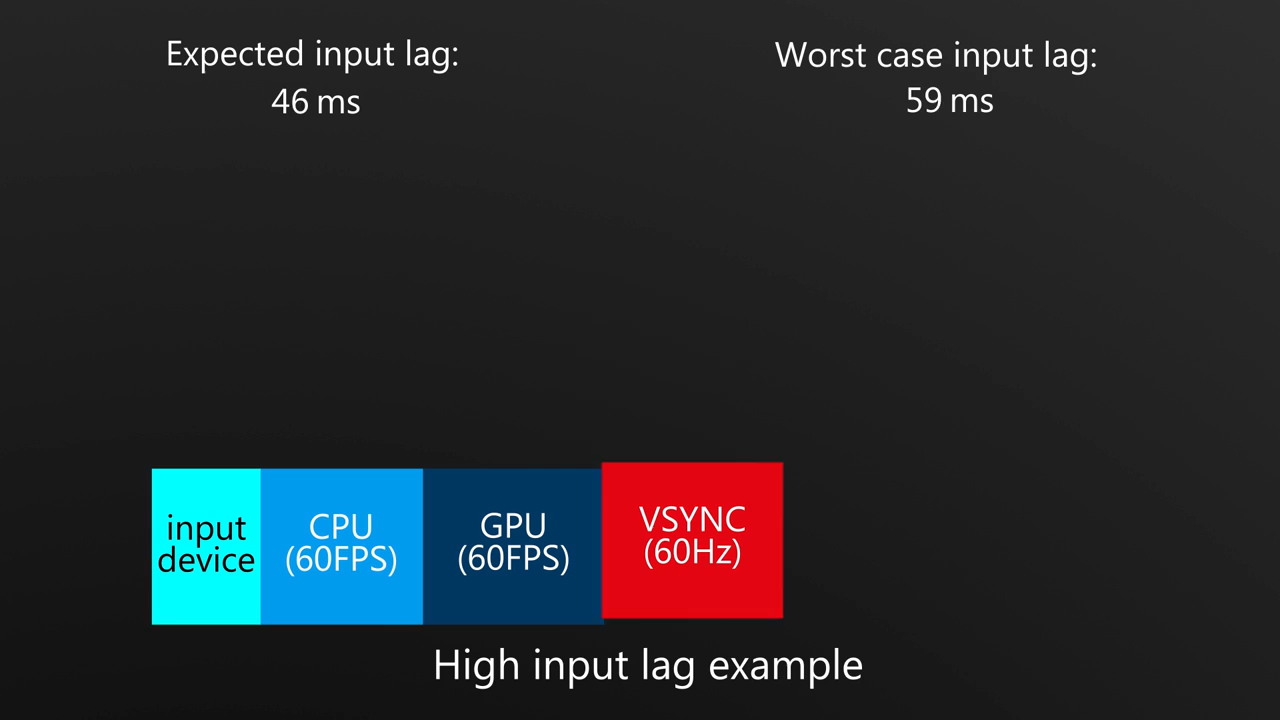 Expected input lag:
46 ms
Worst case input lag:
59 ms
input
device
CPU
(60FPS)
GPU
(60FPS)
VSYNC
(60Hz)
High input lag example